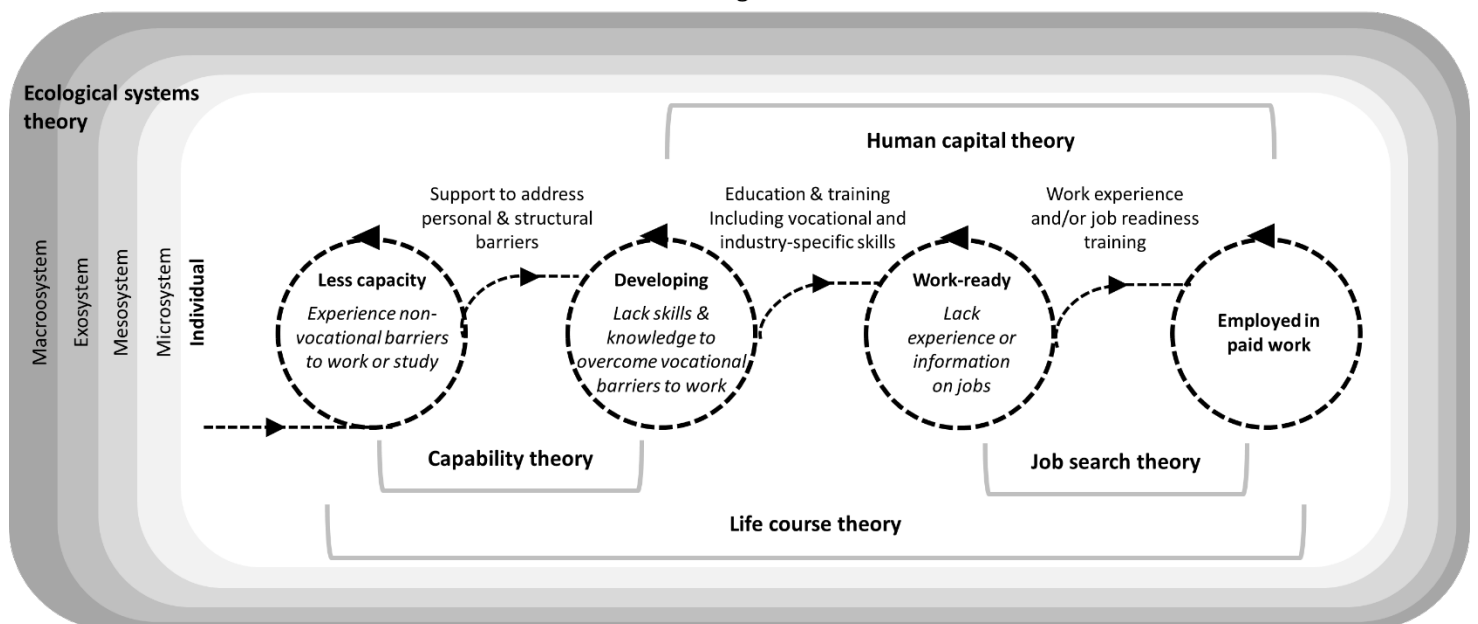 Ecological systems
theory
Macroosystem
Exosystem
Mesosystem
Microsystem
Individual
Human capital theory
Support to address
personal & structural
barriers
Education & training
Including vocational and
industry-specific skills
Work experience
and/or job readiness
training
Less capacity
Experience non-
vocational barriers
to work or study
Developing
Lack skills &
knowledge to
overcome vocational
barriers to work
Work-ready
Lack
experience or
information
on jobs
Employed in
paid work
Capability theory
Job search theory
Life course theory